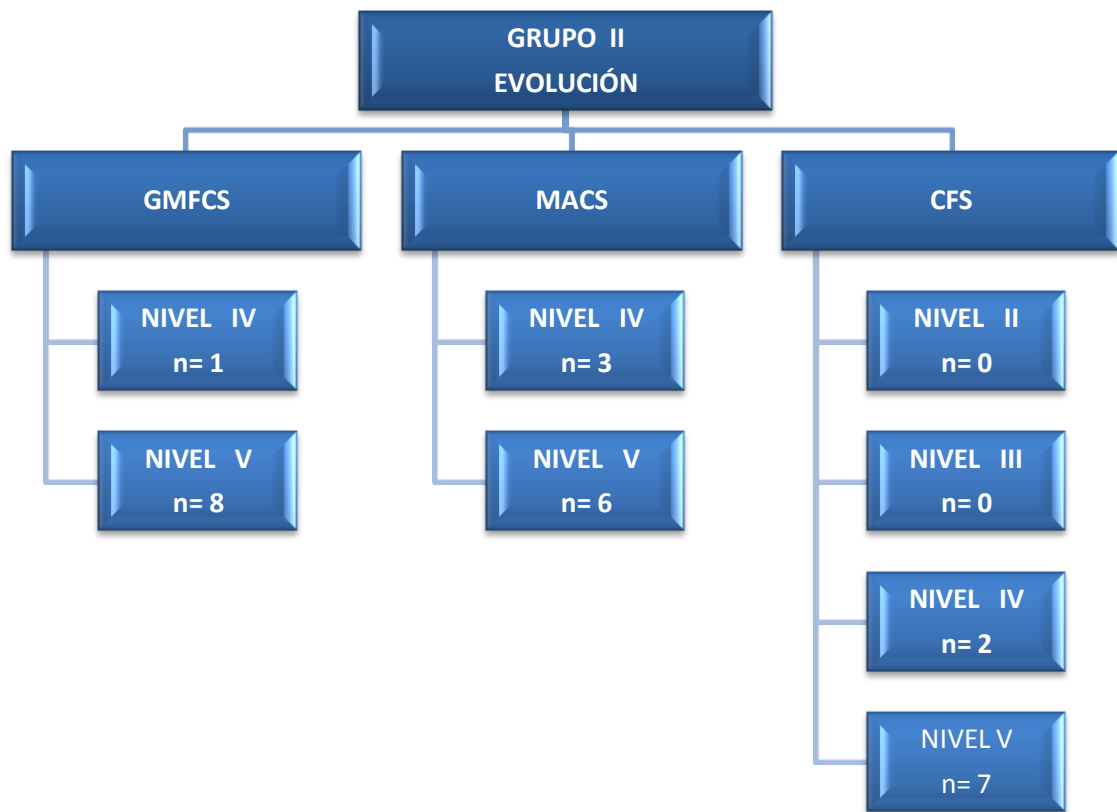 GRUPO II
EVOLUCIÓN
GMFCS
MACS
CFS
NIVEL IV
n= 1
NIVEL V
n= 8
NIVEL IV
n= 3
NIVEL V
n= 6
NIVEL II
n= 0
NIVEL III
n= 0
NIVEL IV
n= 2
NIVEL V
n= 7